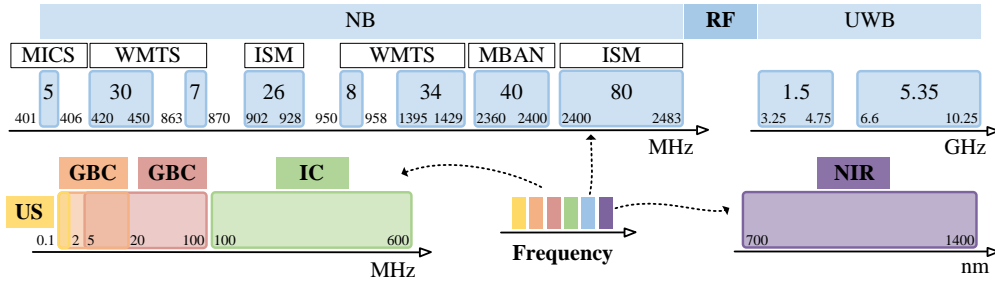 NB RF UWB
MICS WMTS ISM WMTS MBAN ISM
5 30 7 26 8 34 40 80 1.5 5.35
401 406 420 450 863 870 902 928 950 958 1395 1429 2360 2400 2400 2483 3.25 4.75 6.6 10.25
MHz GHz
GBC GBC IC NIR
US
0.1 2 5 20 100 100 600 700 1400
Frequency
MHz nm